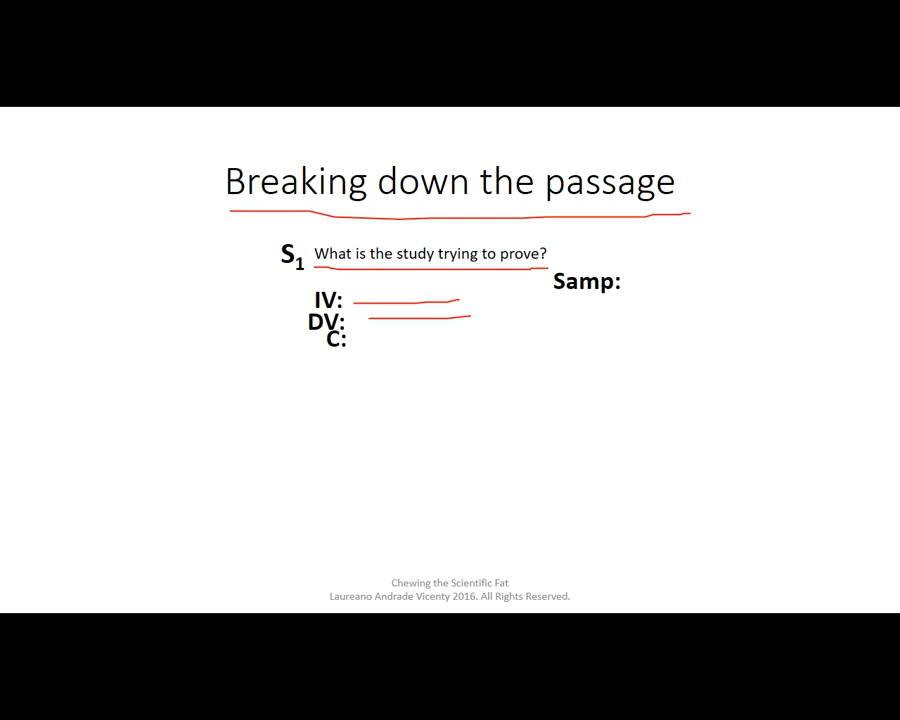 Breaking down the passage
S1 What is the study trying to prove?
Samp:
IV:
DV:
C:
Chewing the Scientific Fat
Laureano Andrade Vicenty 2016. All Rights Reserved.